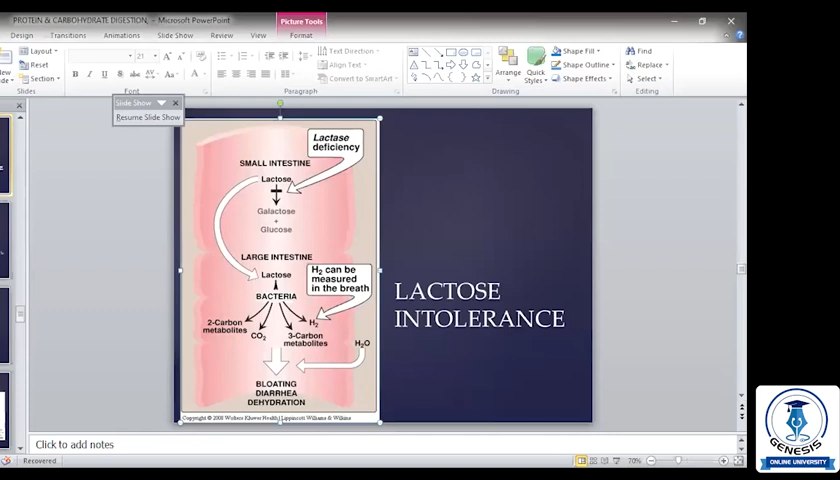 PROTEIN & CARBOHYDRATE DIGESTION, - Microsoft PowerPoint
Picture Tools
Design Transitions Animations Slide Show Review View Format
Layout
Reset
Section
Slides
21
Font
Paragraph
Text Direction
Align Text
Convert to SmartArt
Arrange
Quick
Styles
Shape Fill
Shape Outline
Shape Effects
Drawing
Find
Replace
Select
Editing
Slide Show
Resume Slide Show
Lactase
deficiency
SMALL INTESTINE
Lactose
Galactose
+
Glucose
LARGE INTESTINE
Lactose
H2 can be
measured
in the breath
BACTERIA
2-Carbon
metabolites
CO2
3-Carbon
metabolites
H2
H2O
BLOATING
DIARRHEA
DEHYDRATION
Copyright © 2008 Wolters Kluwer Health | Lippincott Williams & Wilkins
LACTOSE
INTOLERANCE
Click to add notes
Recovered
70%
GENESIS
ONLINE UNIVERSITY